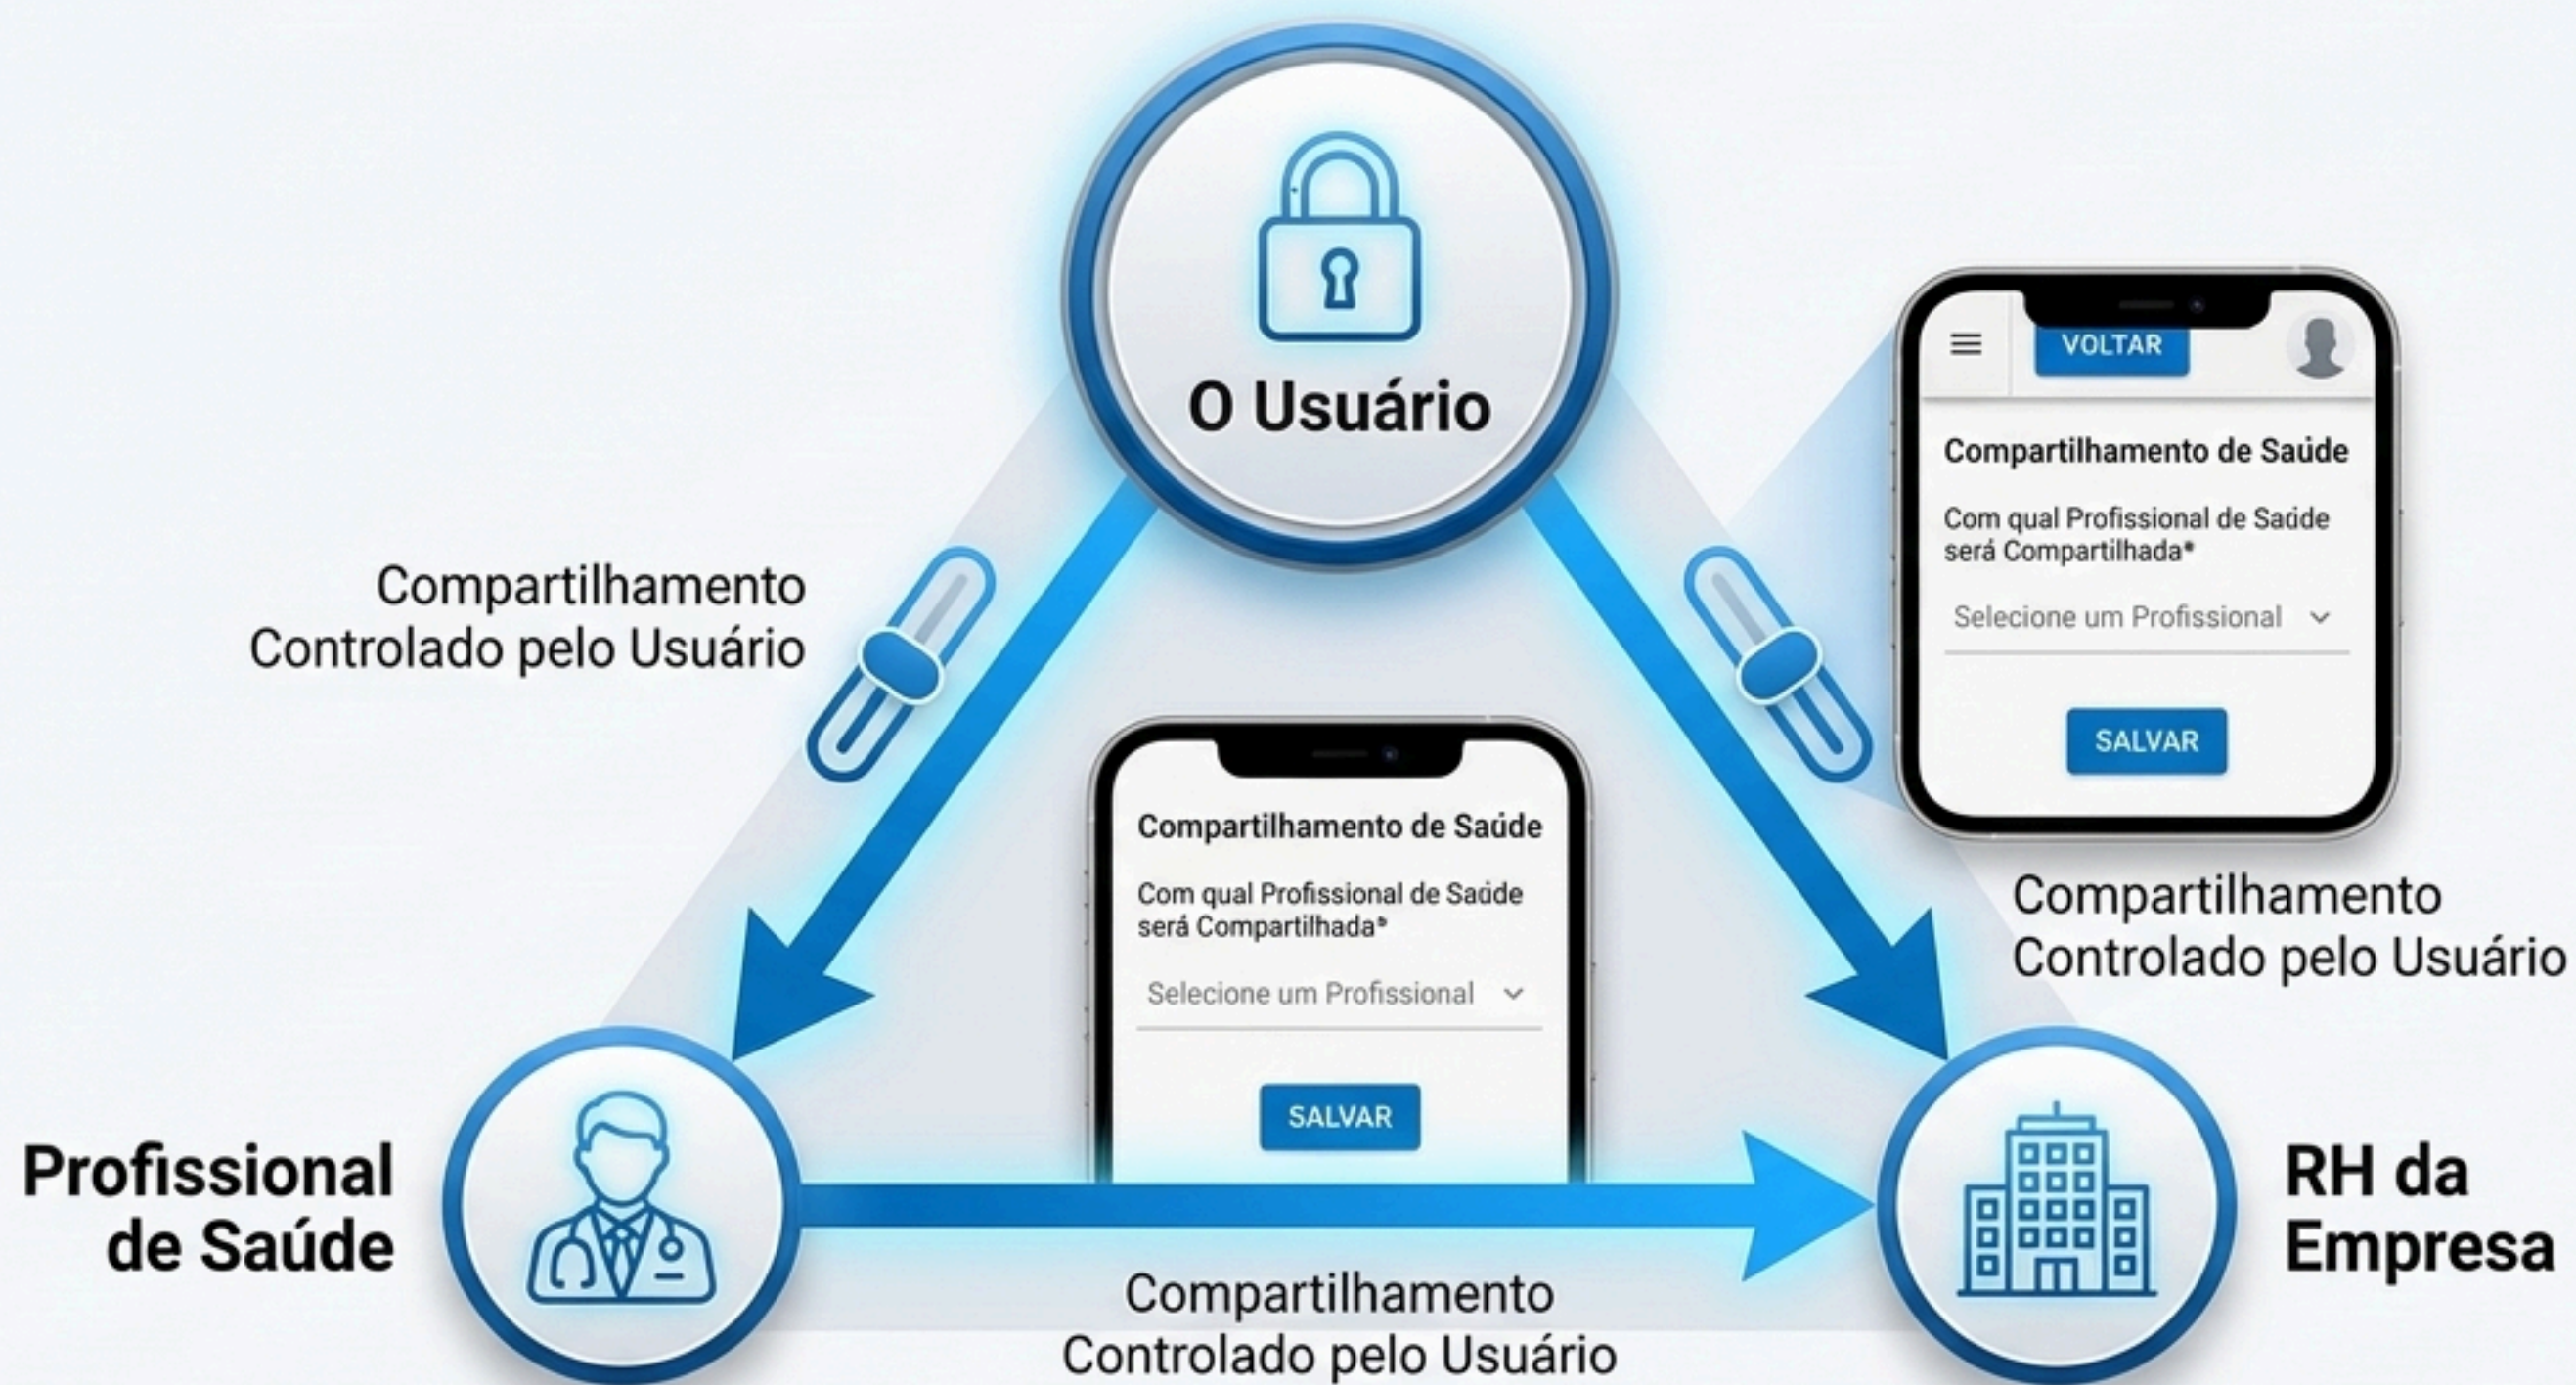 O Usuário
VOLTAR
Compartilhamento de Saúde
Com qual Profissional de Saúde
será Compartilhada*
Selecione um Profissional
SALVAR
Compartilhamento
Controlado pelo Usuário
Compartilhamento de Saúde
Com qual Profissional de Saúde
será Compartilhada*
Selecione um Profissional
SALVAR
Compartilhamento
Controlado pelo Usuário
Profissional
de Saúde
RH da
Empresa
Compartilhamento
Controlado pelo Usuário